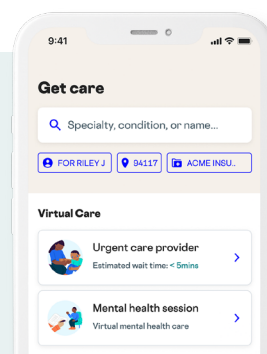 9:41
Get care
Specialty, condition, or name...
FOR RILEY J
94117
ACME INSU..
Virtual Care
Urgent care provider
Estimated wait time: < 5mins
Mental health session
Virtual mental health care